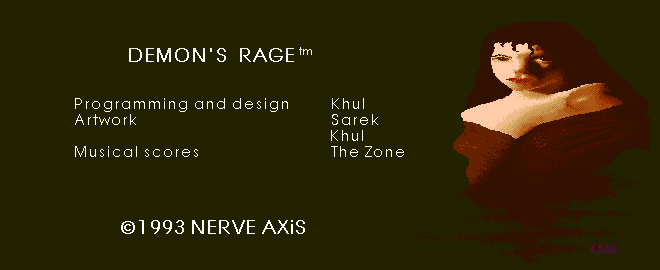 DEMON'S RAGE™
Programming and design Khul
Artwork Sarek
Khul
Musical scores The Zone
©1993 NERVE AXiS